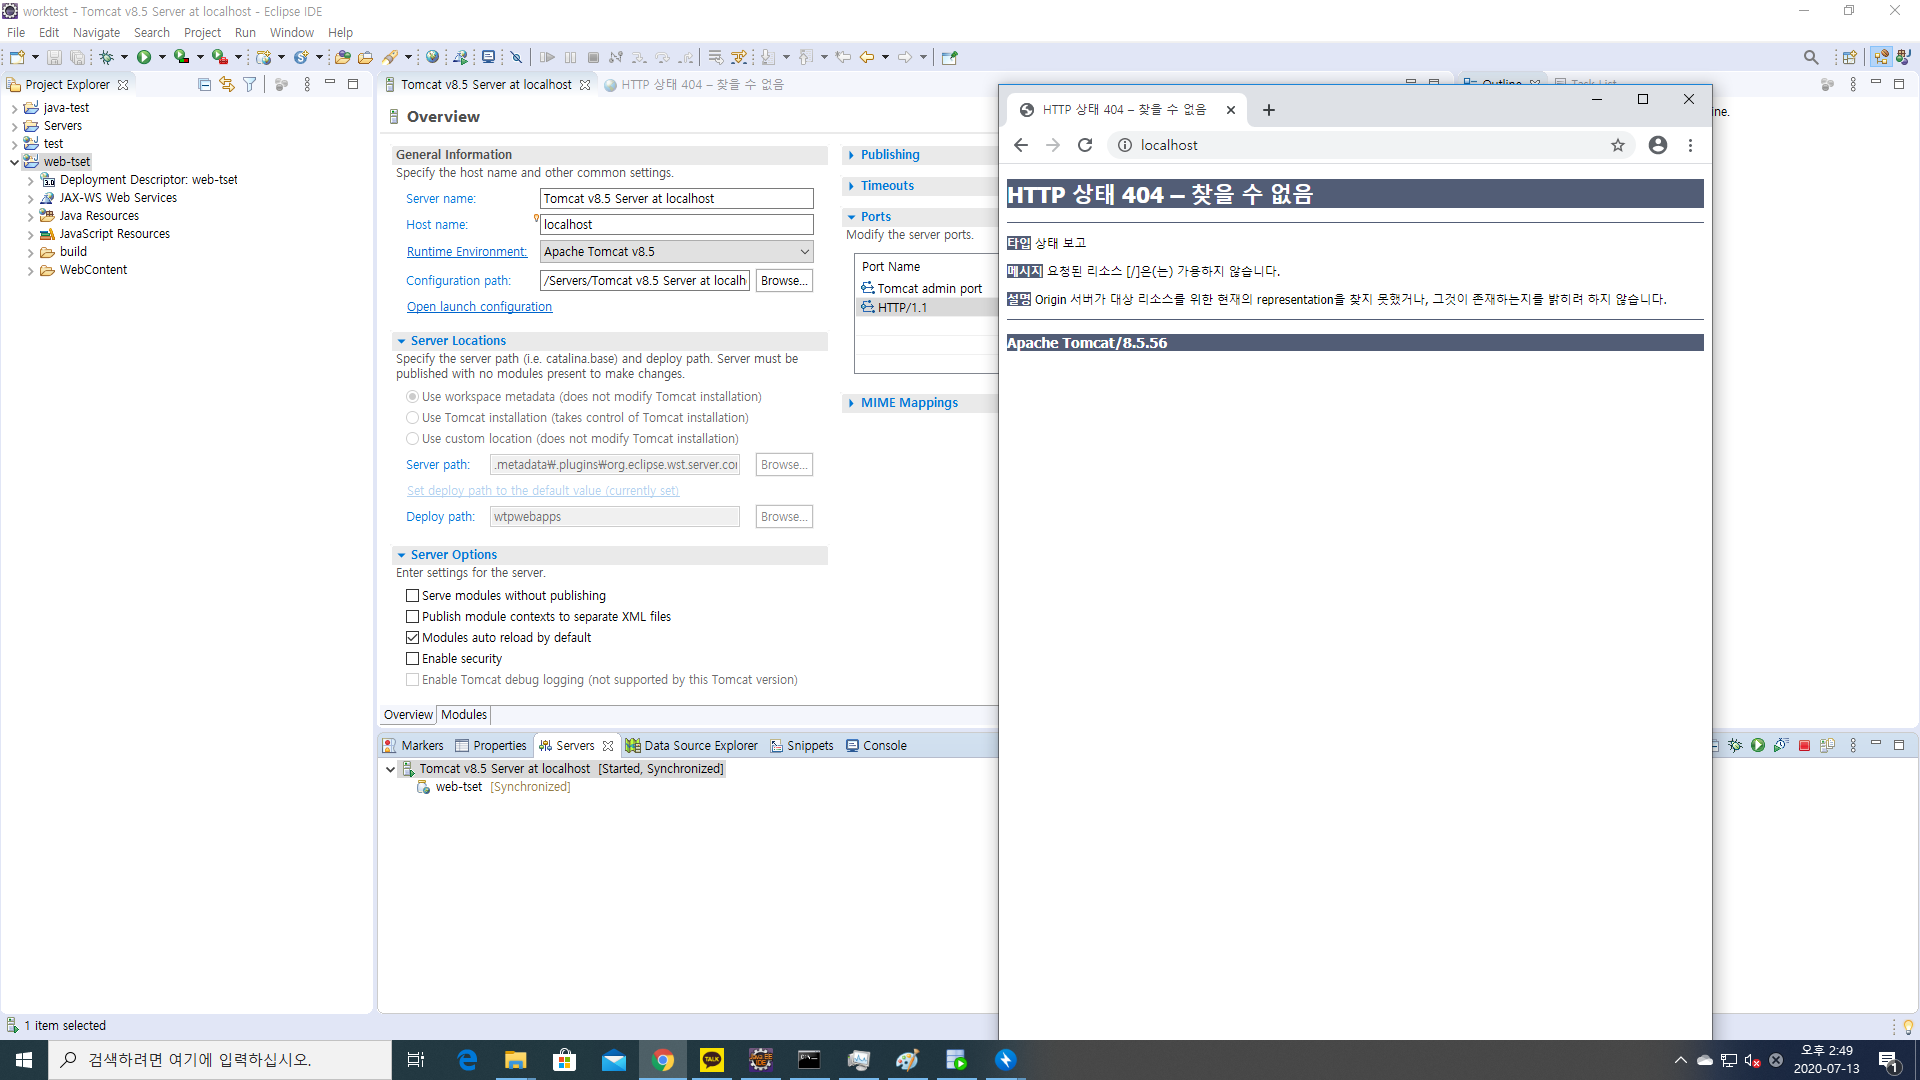 worktest - Tomcat v8.5 Server at localhost - Eclipse IDE
File Edit Navigate Search Project Run Window Help
Project Explorer
java-test
Servers
test
web-tset
Deployment Descriptor: web-tset
JAX-WS Web Services
Java Resources
JavaScript Resources
build
WebContent
Tomcat v8.5 Server at localhost
HTTP 상태 404 – 찾을 수 없음
Overview
General Information
Specify the host name and other common settings.
Server name: Tomcat v8.5 Server at localhost
Host name: localhost
Runtime Environment: Apache Tomcat v8.5
Configuration path: /Servers/Tomcat v8.5 Server at localh Browse...
Open launch configuration
Server Locations
Specify the server path (i.e. catalina.base) and deploy path. Server must be
published with no modules present to make changes.
Use workspace metadata (does not modify Tomcat installation)
Use Tomcat installation (takes control of Tomcat installation)
Use custom location (does not modify Tomcat installation)
Server path: .metadata₩.plugins₩org.eclipse.wst.server.cor Browse...
Set deploy path to the default value (currently set)
Deploy path: wtpwebapps Browse...
Server Options
Enter settings for the server.
Serve modules without publishing
Publish module contexts to separate XML files
Modules auto reload by default
Enable security
Enable Tomcat debug logging (not supported by this Tomcat version)
Publishing
Timeouts
Ports
Modify the server ports.
Port Name
Tomcat admin port
HTTP/1.1
MIME Mappings
Overview Modules
Markers Properties Servers Data Source Explorer Snippets Console
Tomcat v8.5 Server at localhost [Started, Synchronized]
web-tset [Synchronized]
Outline Task List
ine.
HTTP 상태 404 – 찾을 수 없음
localhost
HTTP 상태 404 – 찾을 수 없음
타입 상태 보고
메시지 요청된 리소스 [/]은(는) 가용하지 않습니다.
설명 Origin 서버가 대상 리소스를 위한 현재의 representation을 찾지 못했거나, 그것이 존재하는지를 밝히려 하지 않습니다.
Apache Tomcat/8.5.56
1 item selected
검색하려면 여기에 입력하십시오.
TALK
오후 2:49
2020-07-13
1